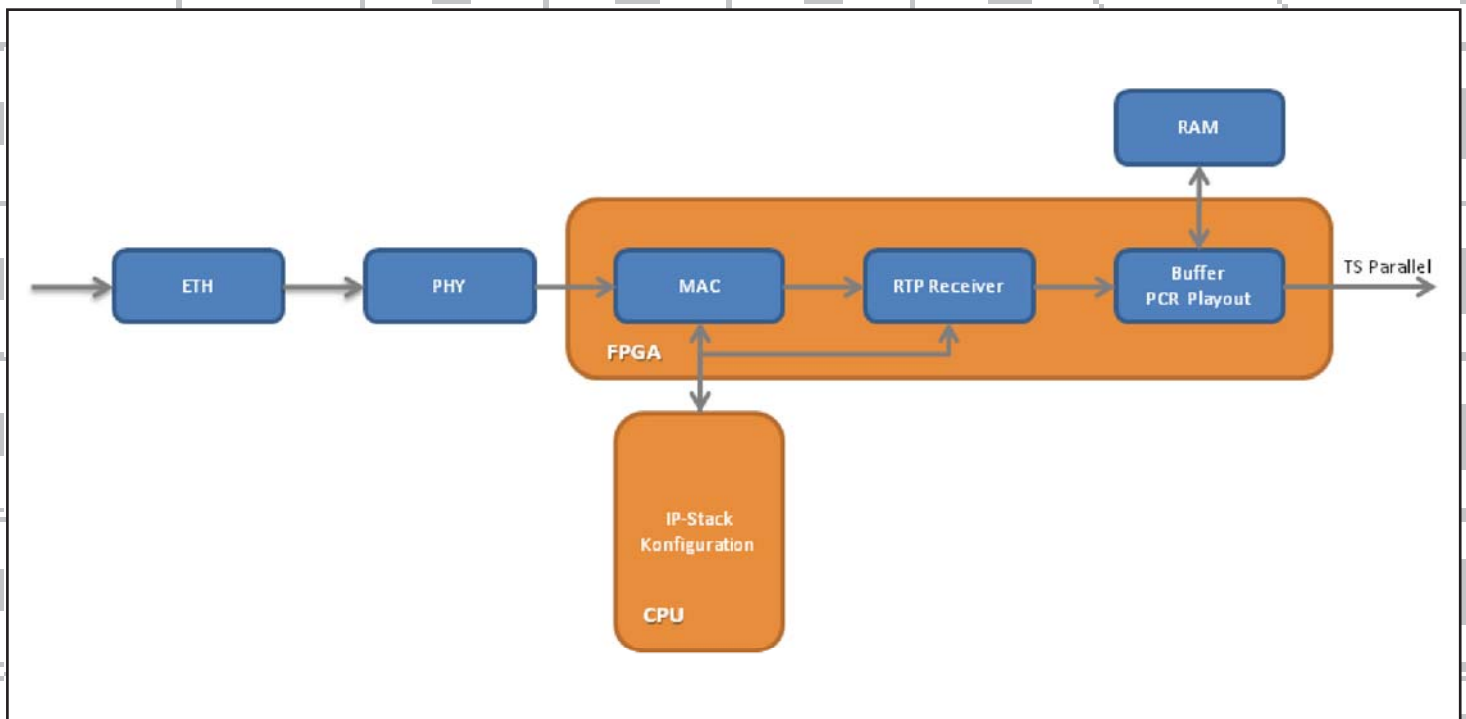 RAM
ETH
PHY
MAC
RTP Receiver
Buffer
PCR Playout
TS Parallel
FPGA
IP-Stack
Konfiguration
CPU